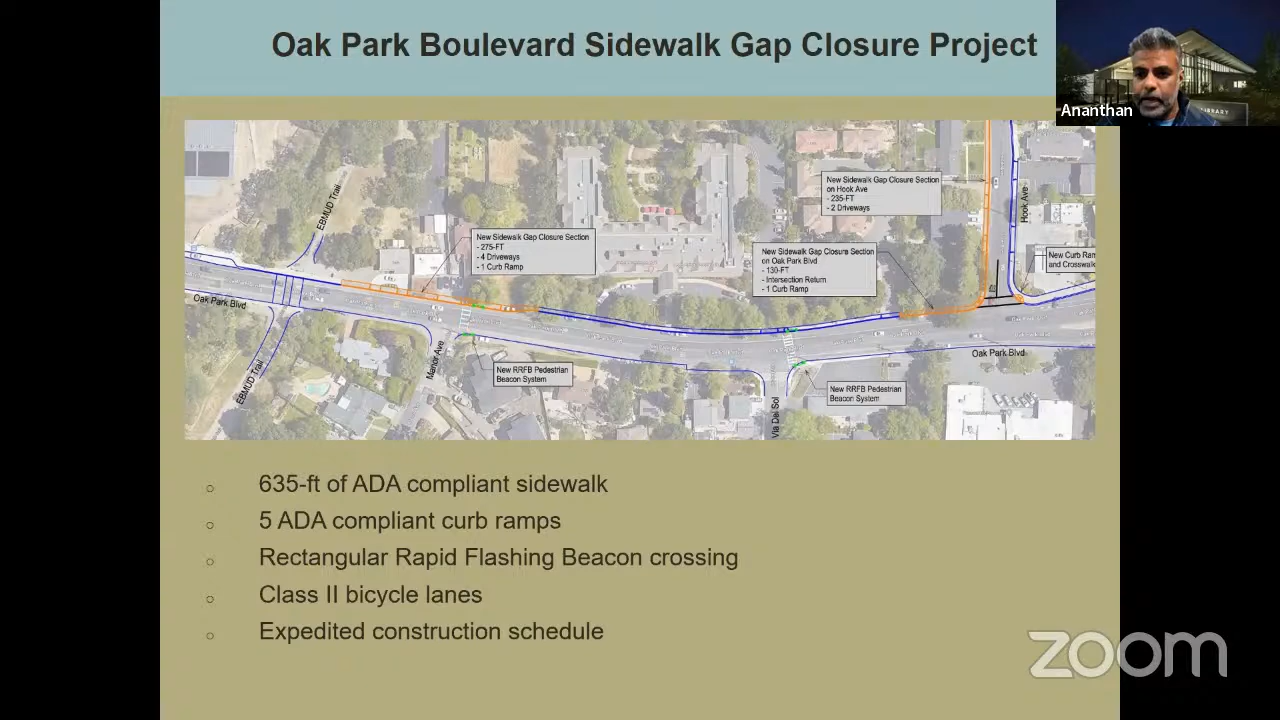 Oak Park Boulevard Sidewalk Gap Closure Project
Ananthan
LIBRARY
EBMUD Trail
New Sidewalk Gap Closure Section
- 275-FT
- 4 Driveways
- 1 Curb Ramp
New Sidewalk Gap Closure Section
on Hook Ave
- 235-FT
- 2 Driveways
Hook Ave
New Sidewalk Gap Closure Section
on Oak Park Blvd
- 130-FT
- Intersection Return
- 1 Curb Ramp
New Curb Ram
and Crosswalk
Oak Park Blvd
EBMUD Trail
Manor Ave
New RRFB Pedestrian
Beacon System
Via Del Sol
New RRFB Pedestrian
Beacon System
Oak Park Blvd
635-ft of ADA compliant sidewalk
5 ADA compliant curb ramps
Rectangular Rapid Flashing Beacon crossing
Class II bicycle lanes
Expedited construction schedule
zoom